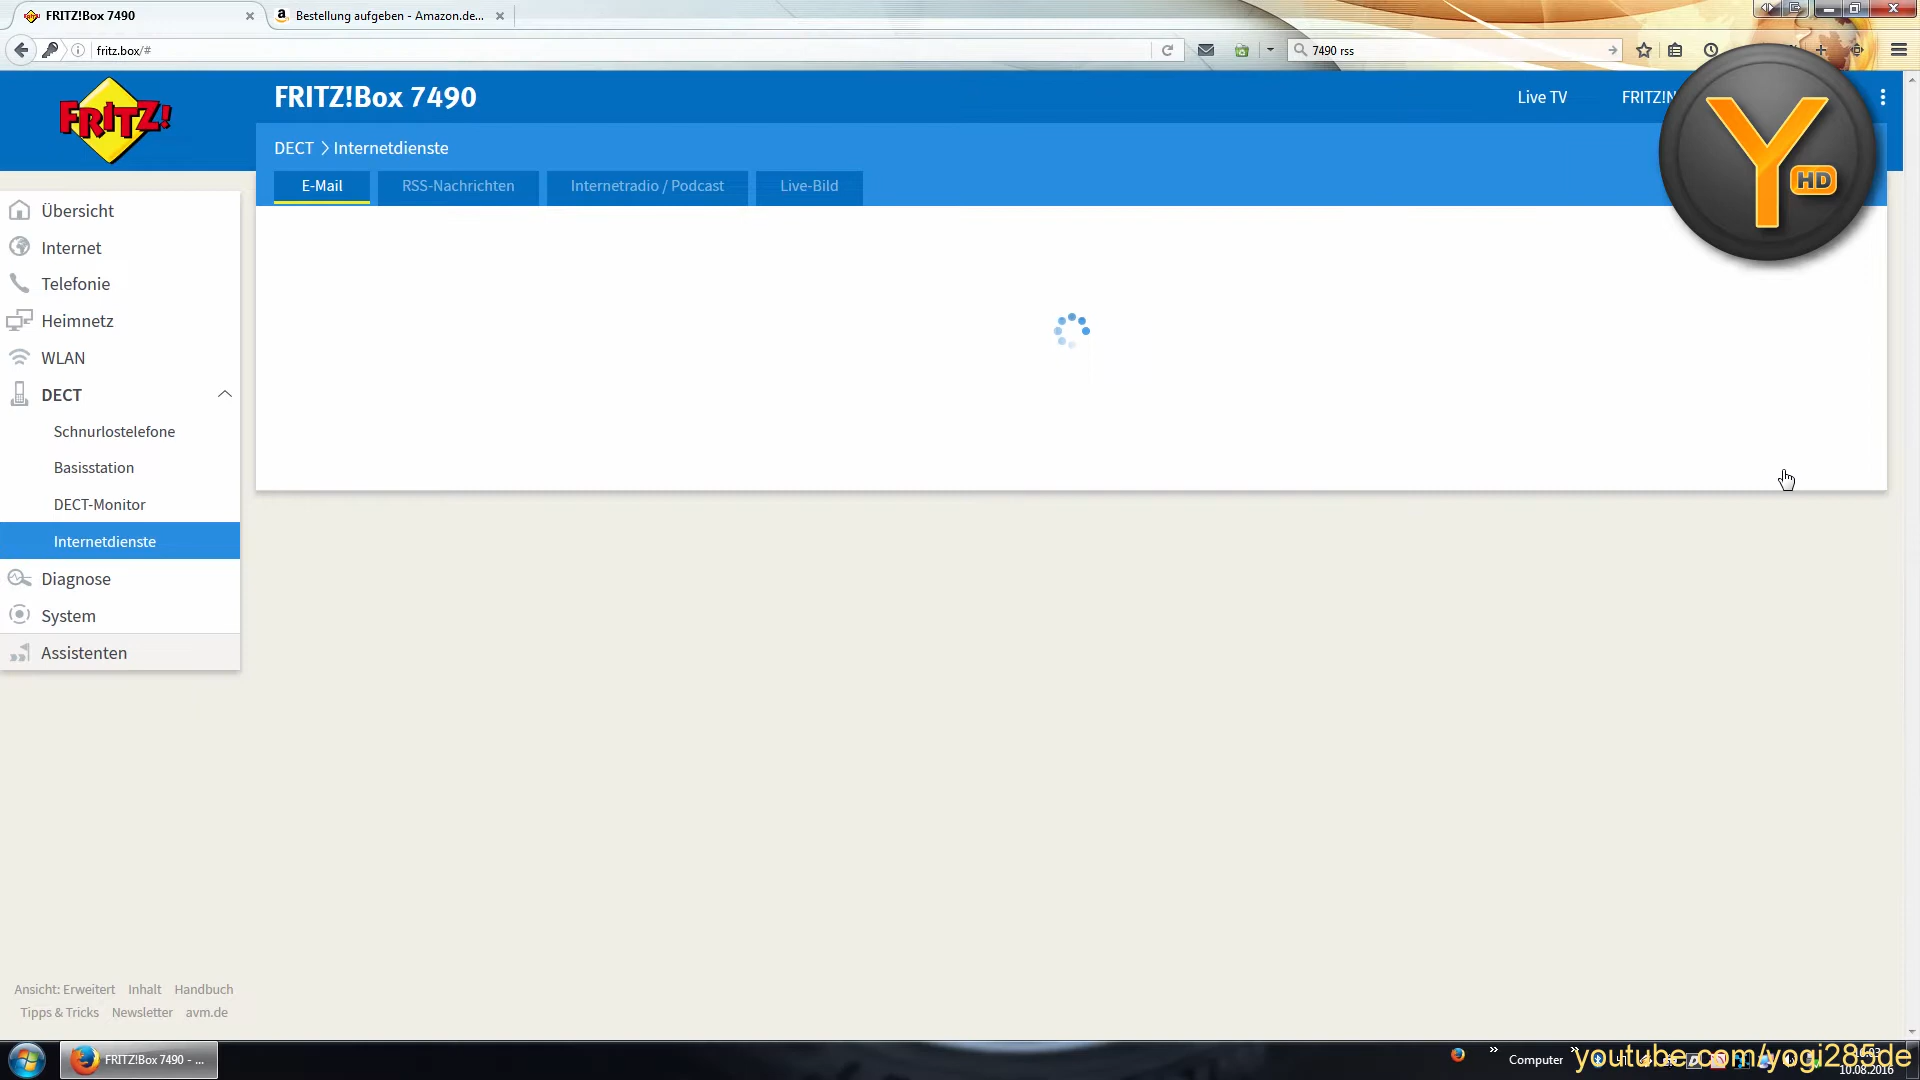 FRITZ!Box 7490
Bestellung aufgeben - Amazon.de...
fritz.box/#
7490 rss
FRITZ!
FRITZ!Box 7490
Live TV
FRITZ!N
DECT > Internetdienste
E-Mail
RSS-Nachrichten
Internetradio / Podcast
Live-Bild
Y
HD
Übersicht
Internet
Telefonie
Heimnetz
WLAN
DECT
Schnurlostelefone
Basisstation
DECT-Monitor
Internetdienste
Diagnose
System
Assistenten
Ansicht: Erweitert Inhalt Handbuch
Tipps & Tricks Newsletter avm.de
FRITZ!Box 7490 - ...
Computer
youtube.com/yogi285de
10.08.2016